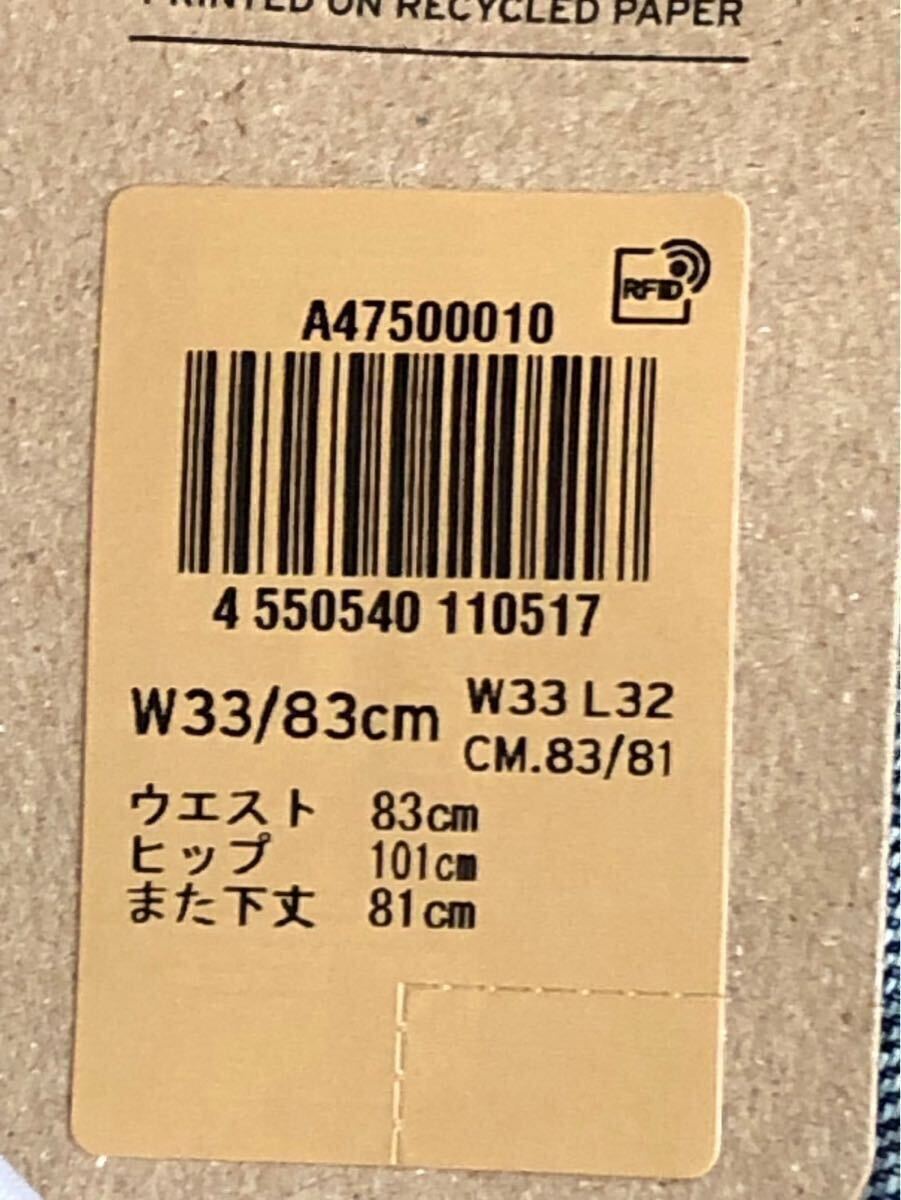 PRINTED ON RECYCLED PAPER
RFID
A47500010
4 550540 110517
W33/83cm
W33 L32
CM.83/81
ウエスト 83cm
ヒップ 101cm
また下丈 81cm